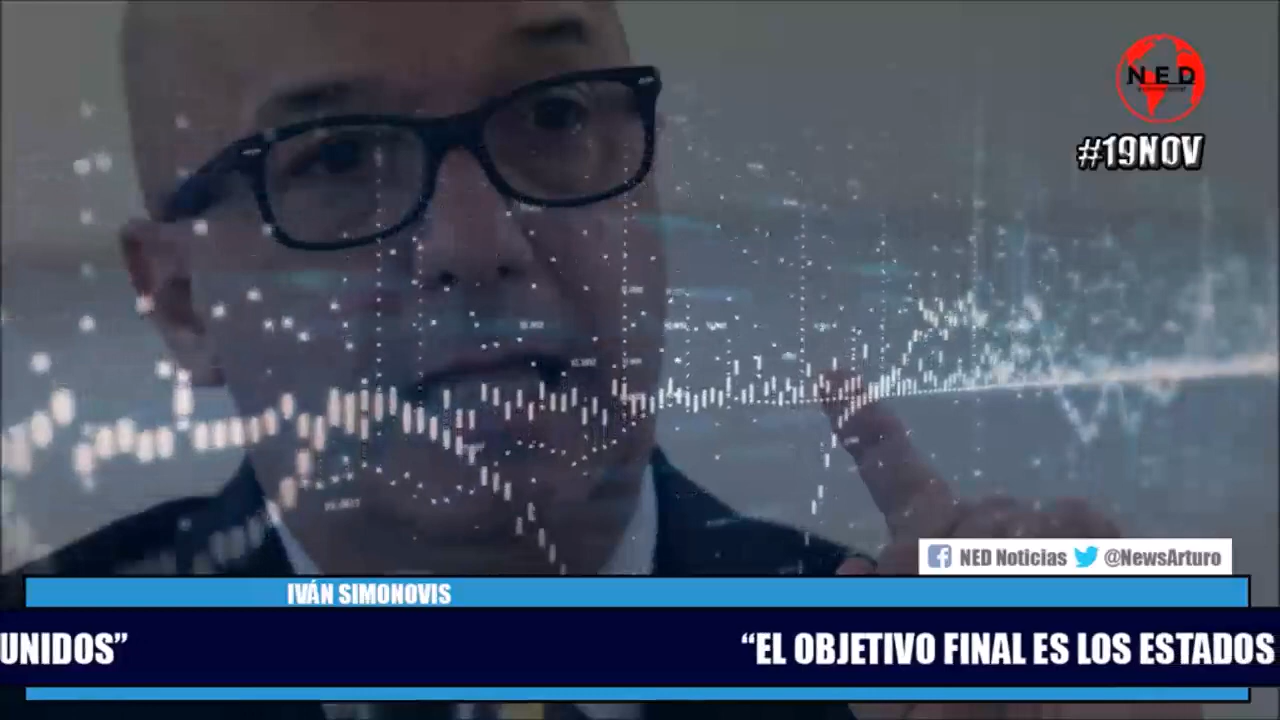 NED
#19NOV
NED Noticias @NewsArturo
IVÁN SIMONOVIS
UNIDOS” “EL OBJETIVO FINAL ES LOS ESTADOS